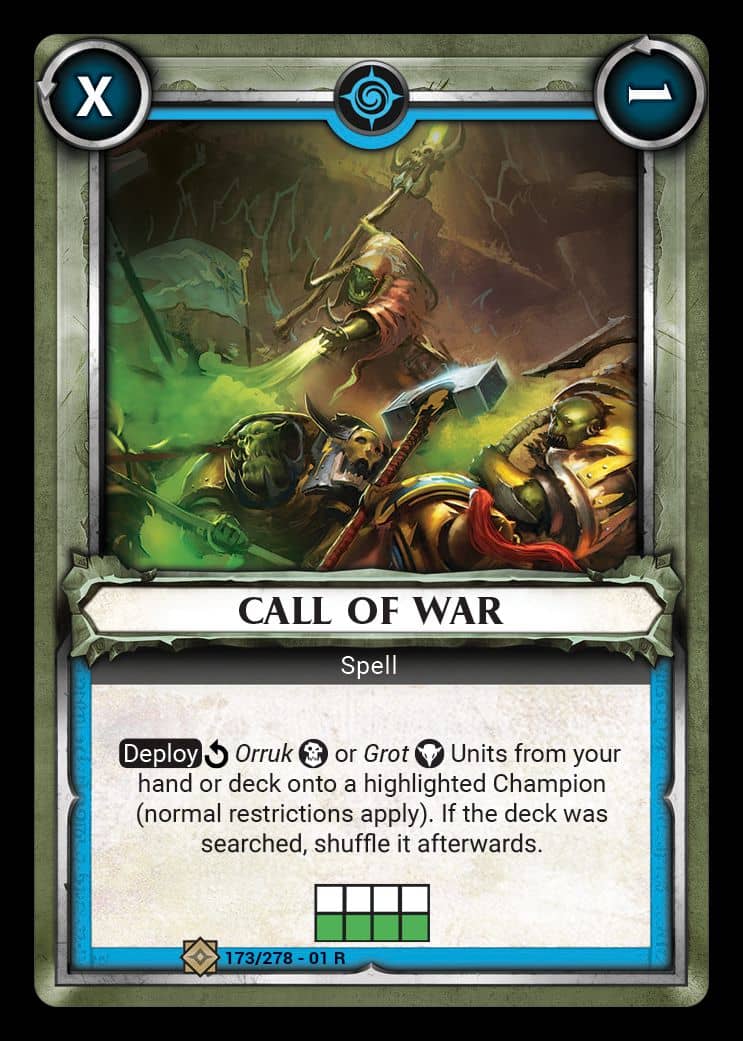 X
1
CALL OF WAR
Spell
Deploy Orruk or Grot Units from your
hand or deck onto a highlighted Champion
(normal restrictions apply). If the deck was
searched, shuffle it afterwards.
173/278 - 01 R